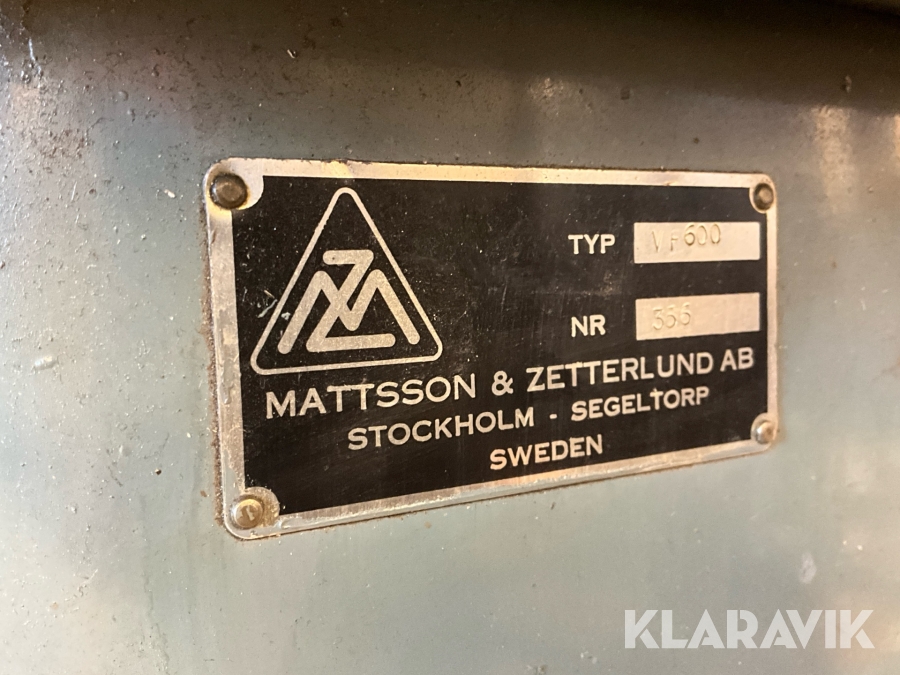 TYP VF600
NR
MATTSSON & ZETTERLUND AB
STOCKHOLM - SEGELTORP
SWEDEN
KLARAVIK